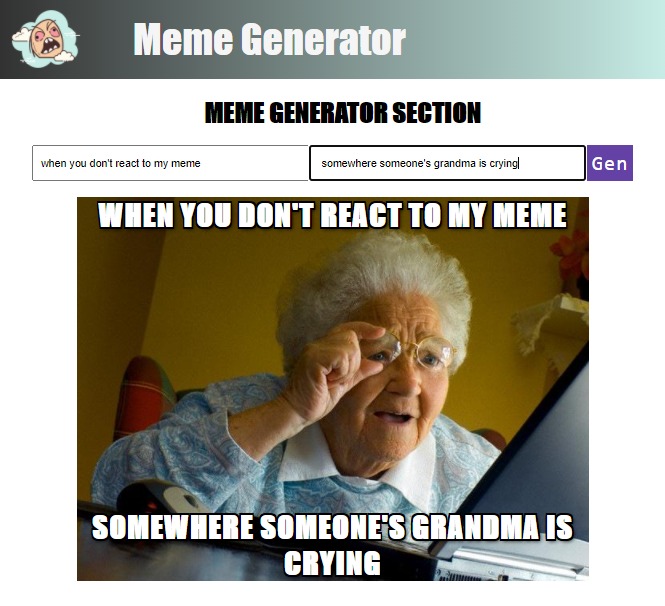 Meme Generator
MEME GENERATOR SECTION
when you don't react to my meme
somewhere someone's grandma is crying
Gen
WHEN YOU DON'T REACT TO MY MEME
SOMEWHERE SOMEONE'S GRANDMA IS
CRYING